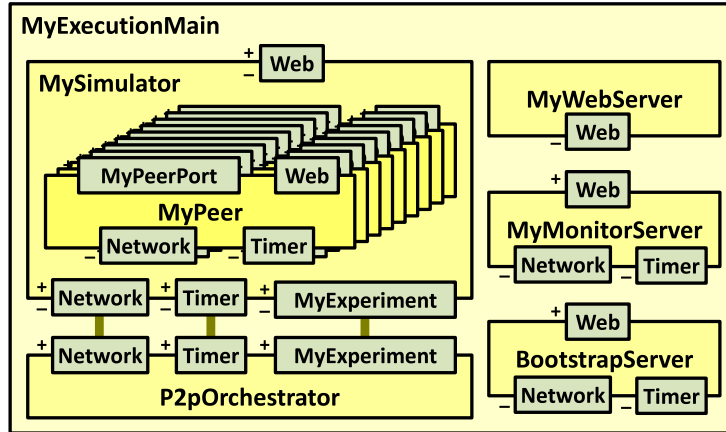 MyExecutionMain
+
− Web
MySimulator
MyPeerPort Web
MyPeer
− Network − Timer
+ Network + Timer + MyExperiment
− − −
+ Network + Timer + MyExperiment
− − −
P2pOrchestrator
MyWebServer
− Web
+ Web
MyMonitorServer
− Network − Timer
+ Web
BootstrapServer
− Network − Timer